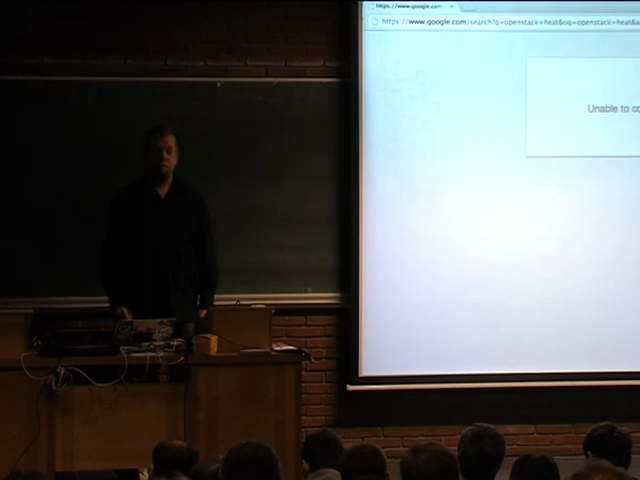 https://www.google.com
https://www.google.com/search?q=openstack+heat&oq=openstack+heat&
Unable to co